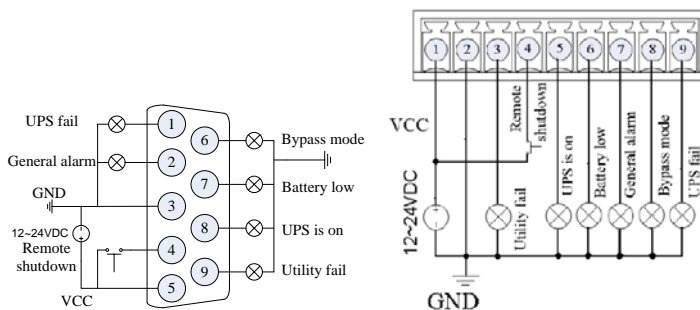 UPS fail
General alarm
GND
12~24VDC
Remote
shutdown
VCC
1
2
3
4
5
6
7
8
9
Bypass mode
Battery low
UPS is on
Utility fail
1 2 3 4 5 6 7 8 9
VCC
12~24VDC
Utility fail
Remote
shutdown
UPS is on
Battery low
General alarm
Bypass mode
UPS fail
GND